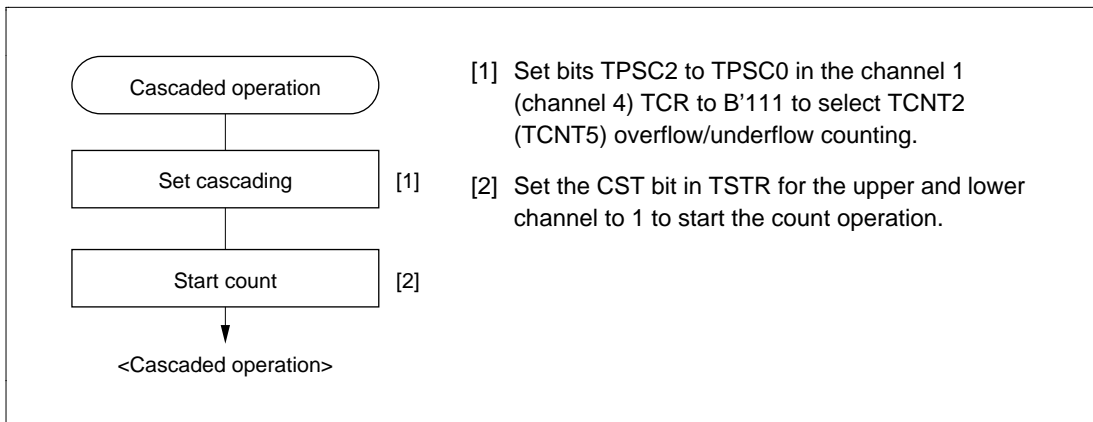 Cascaded operation
Set cascading [1]
Start count [2]
<Cascaded operation>
[1] Set bits TPSC2 to TPSC0 in the channel 1
(channel 4) TCR to B’111 to select TCNT2
(TCNT5) overflow/underflow counting.
[2] Set the CST bit in TSTR for the upper and lower
channel to 1 to start the count operation.